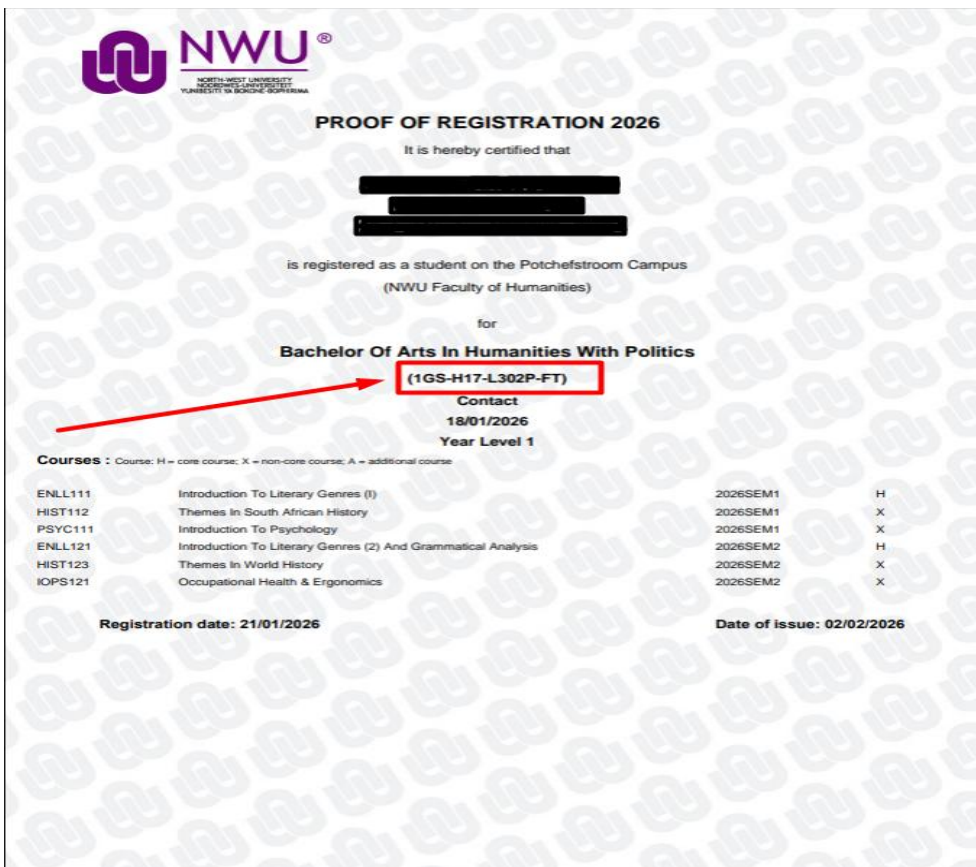 NWU®
NORTH-WEST UNIVERSITY
NOORDWES-UNIVERSITEIT
YUNIBESITI YA BOKONE-BOPHIRIMA
PROOF OF REGISTRATION 2026
It is hereby certified that
is registered as a student on the Potchefstroom Campus
(NWU Faculty of Humanities)
for
Bachelor Of Arts In Humanities With Politics
(1GS-H17-L302P-FT)
Contact
18/01/2026
Year Level 1
Courses : Course: H = core course; X = non-core course; A = additional course
ENLL111 Introduction To Literary Genres (I) 2026SEM1 H
HIST112 Themes In South African History 2026SEM1 X
PSYC111 Introduction To Psychology 2026SEM1 X
ENLL121 Introduction To Literary Genres (2) And Grammatical Analysis 2026SEM2 H
HIST123 Themes In World History 2026SEM2 X
IOPS121 Occupational Health & Ergonomics 2026SEM2 X
Registration date: 21/01/2026 Date of issue: 02/02/2026